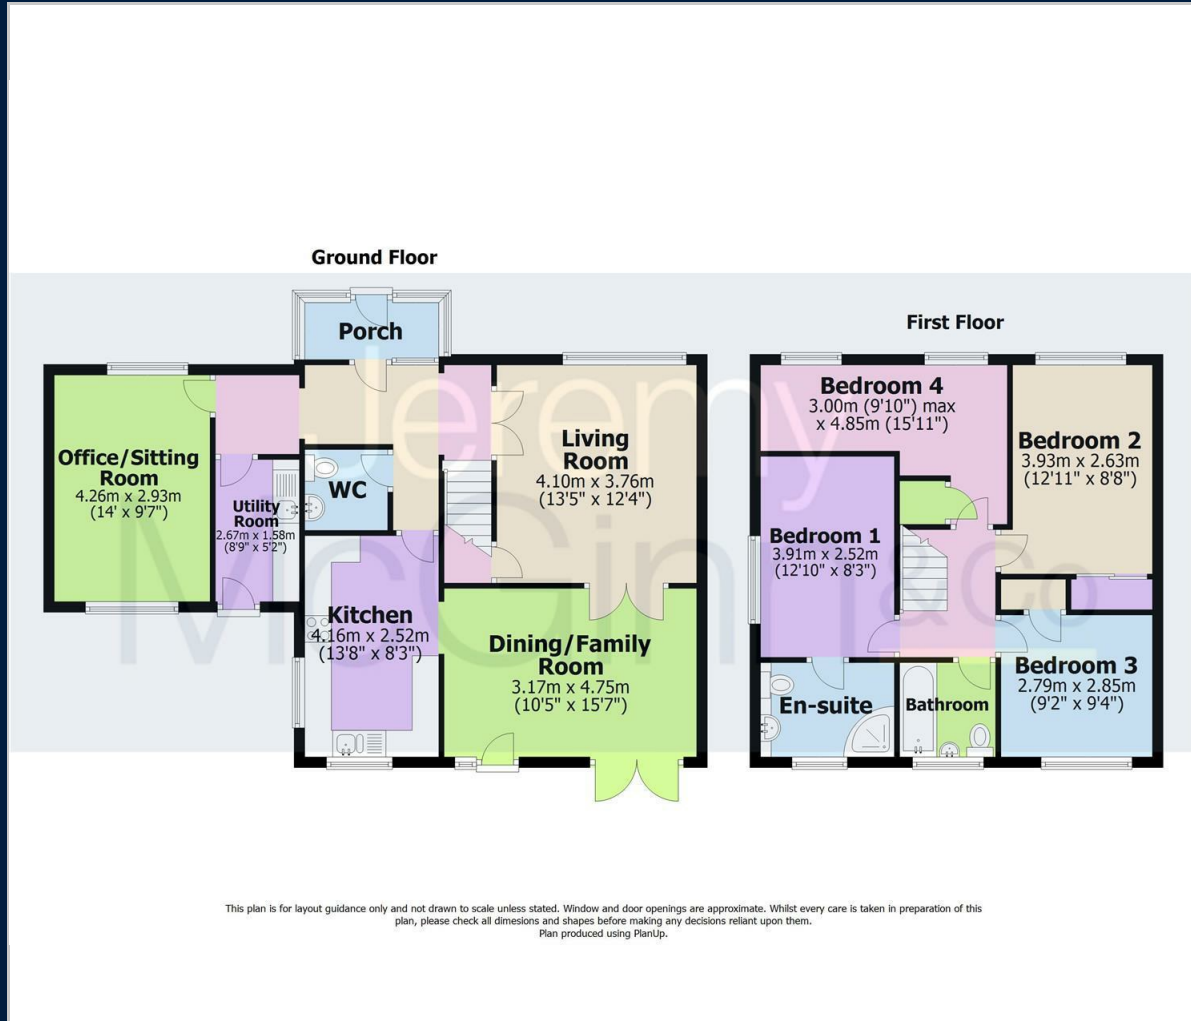 Ground Floor
Porch
Office/Sitting
Room
4.26m x 2.93m
(14' x 9'7")
Utility
Room
2.67m x 1.58m
(8'9" x 5'2")
WC
Living
Room
4.10m x 3.76m
(13'5" x 12'4")
Kitchen
4.16m x 2.52m
(13'8" x 8'3")
Dining/Family
Room
3.17m x 4.75m
(10'5" x 15'7")
First Floor
Bedroom 4
3.00m (9'10") max
x 4.85m (15'11")
Bedroom 2
3.93m x 2.63m
(12'11" x 8'8")
Bedroom 1
3.91m x 2.52m
(12'10" x 8'3")
Bedroom 3
2.79m x 2.85m
(9'2" x 9'4")
En-suite
Bathroom
Jeremy
McGinn &Co
This plan is for layout guidance only and not drawn to scale unless stated. Window and door openings are approximate. Whilst every care is taken in preparation of this
plan, please check all dimesions and shapes before making any decisions reliant upon them.
Plan produced using PlanUp.